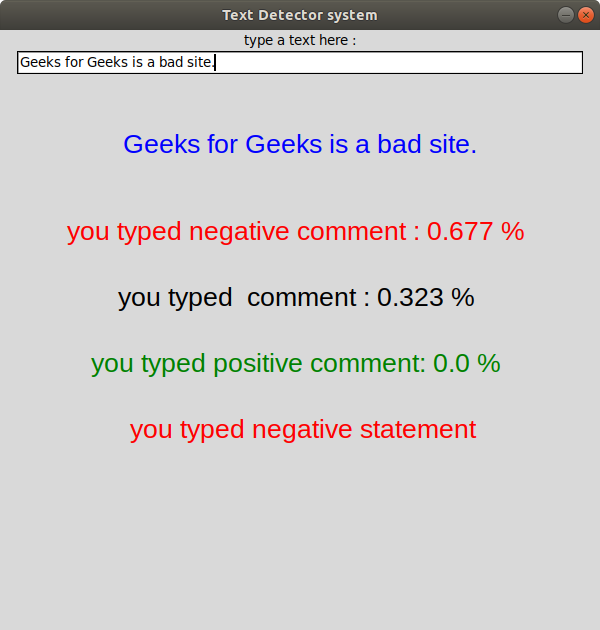 Text Detector system
type a text here :
Geeks for Geeks is a bad site.
Geeks for Geeks is a bad site.
you typed negative comment : 0.677 %
you typed  comment : 0.323 %
you typed positive comment: 0.0 %
you typed negative statement